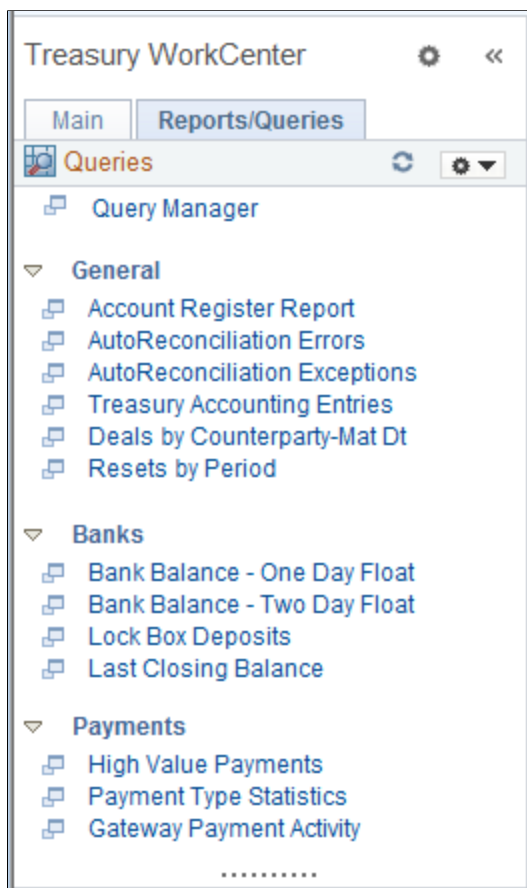 Treasury WorkCenter
Main Reports/Queries
Queries
Query Manager
General
Account Register Report
AutoReconciliation Errors
AutoReconciliation Exceptions
Treasury Accounting Entries
Deals by Counterparty-Mat Dt
Resets by Period
Banks
Bank Balance - One Day Float
Bank Balance - Two Day Float
Lock Box Deposits
Last Closing Balance
Payments
High Value Payments
Payment Type Statistics
Gateway Payment Activity